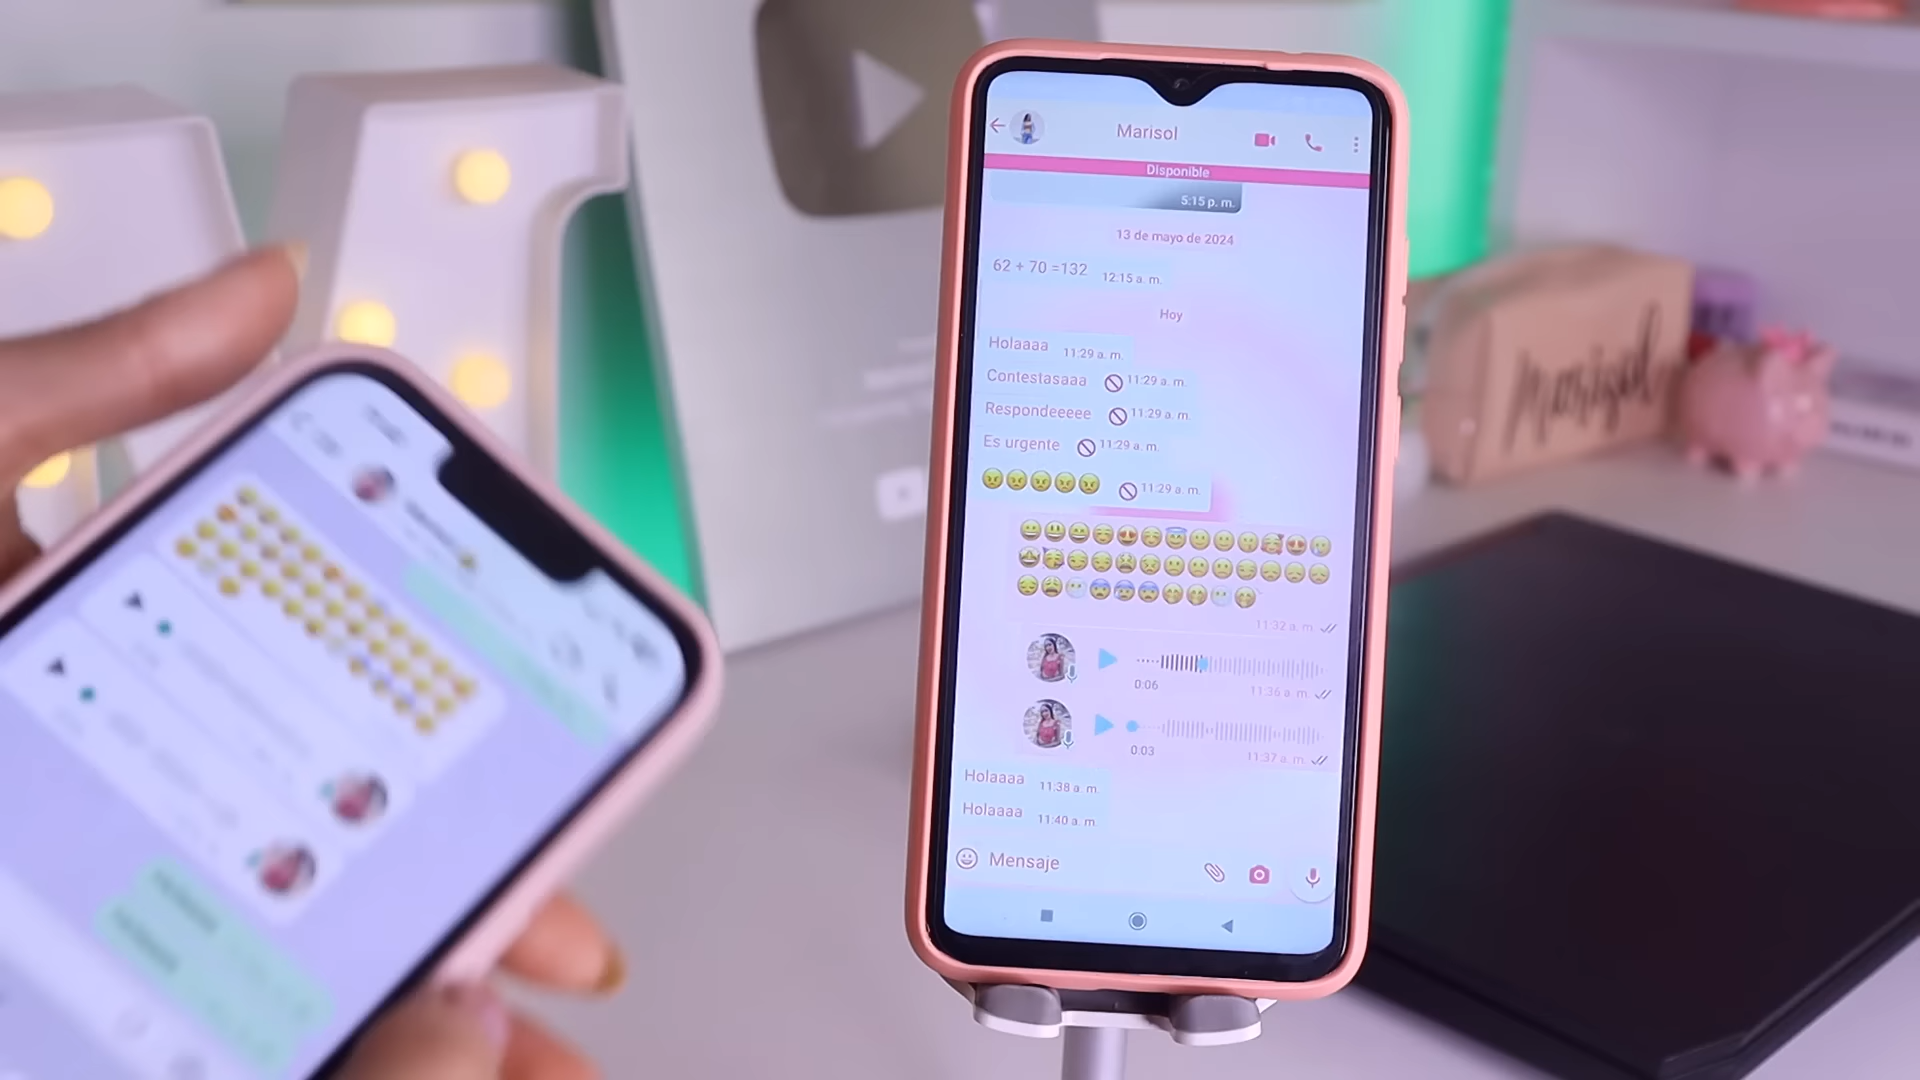 Marisol
Disponible
5:15 p. m.
13 de mayo de 2024
62 + 70 =132 12:15 a. m.
Hoy
Holaaaa 11:29 a. m.
Contestasaaa 11:29 a. m.
Respondeeeee 11:29 a. m.
Es urgente 11:29 a. m.
11:29 a. m.
11:32 a. m.
0:06 11:36 a. m.
0:03 11:37 a. m.
Holaaaa 11:38 a. m.
Holaaaa 11:40 a. m.
Mensaje
Marisol